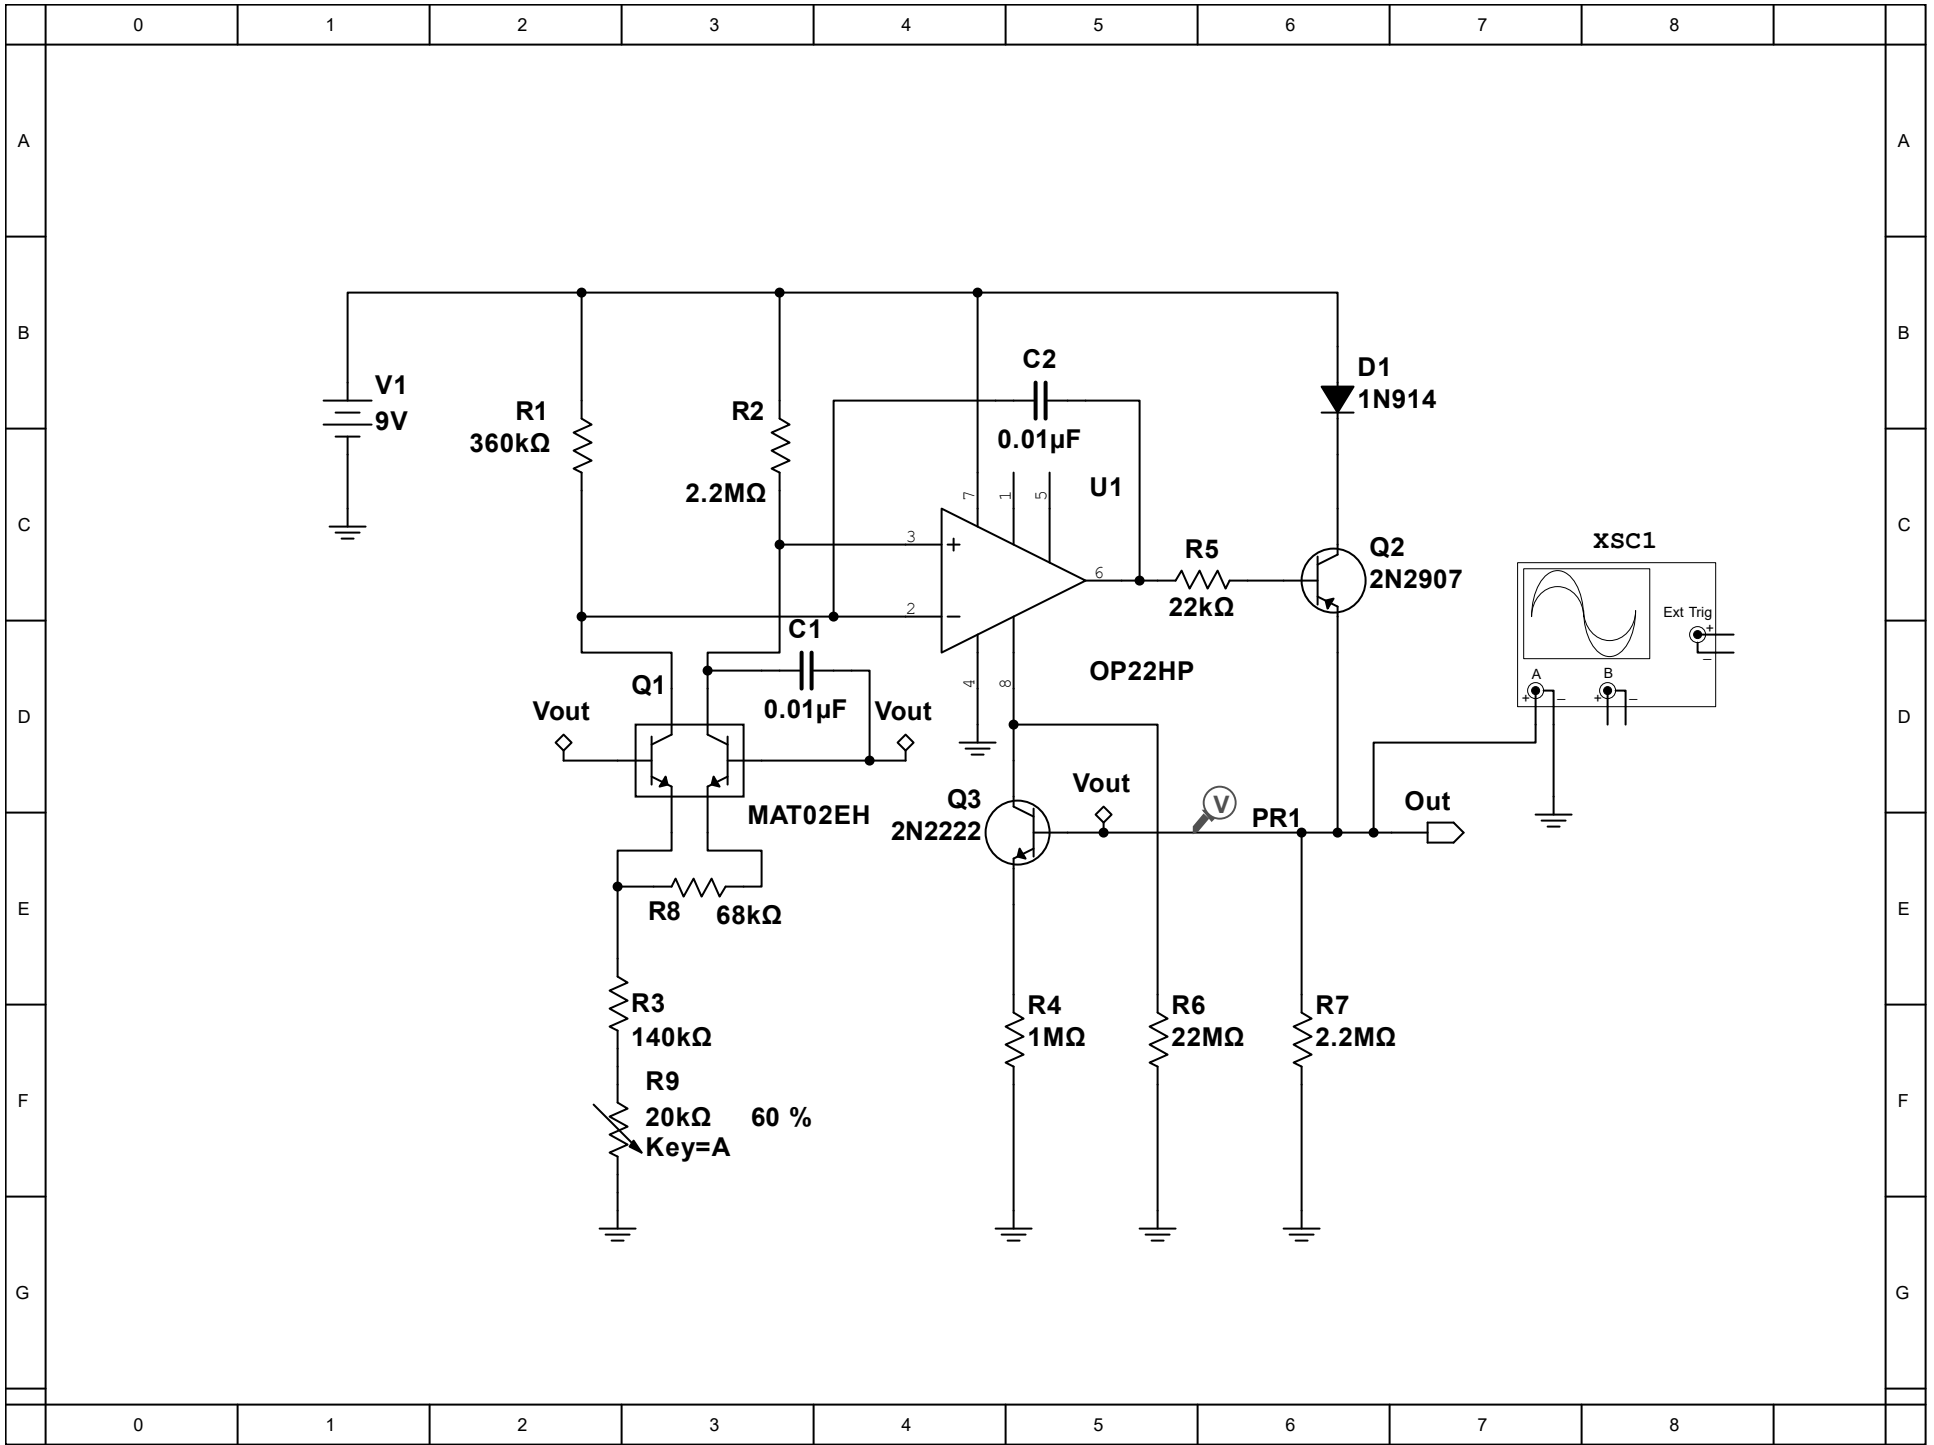 0 1 2 3 4 5 6 7 8
A A
B B
C2
D1
1N914
V1
9V
R1
360kΩ
R2
2.2MΩ
0.01µF
U1
7 1 5
C C
3
2
6
R5
22kΩ
Q2
2N2907
XSC1
Ext Trig
+
−
A B
+ − + −
C1
0.01µF
OP22HP
4 8
Q1
Vout
Vout
D D
MAT02EH
Q3
2N2222
Vout
V
PR1
Out
R8
68kΩ
E E
R3
140kΩ
R4
1MΩ
R6
22MΩ
R7
2.2MΩ
R9
20kΩ 60 %
Key=A
F F
G G
0 1 2 3 4 5 6 7 8